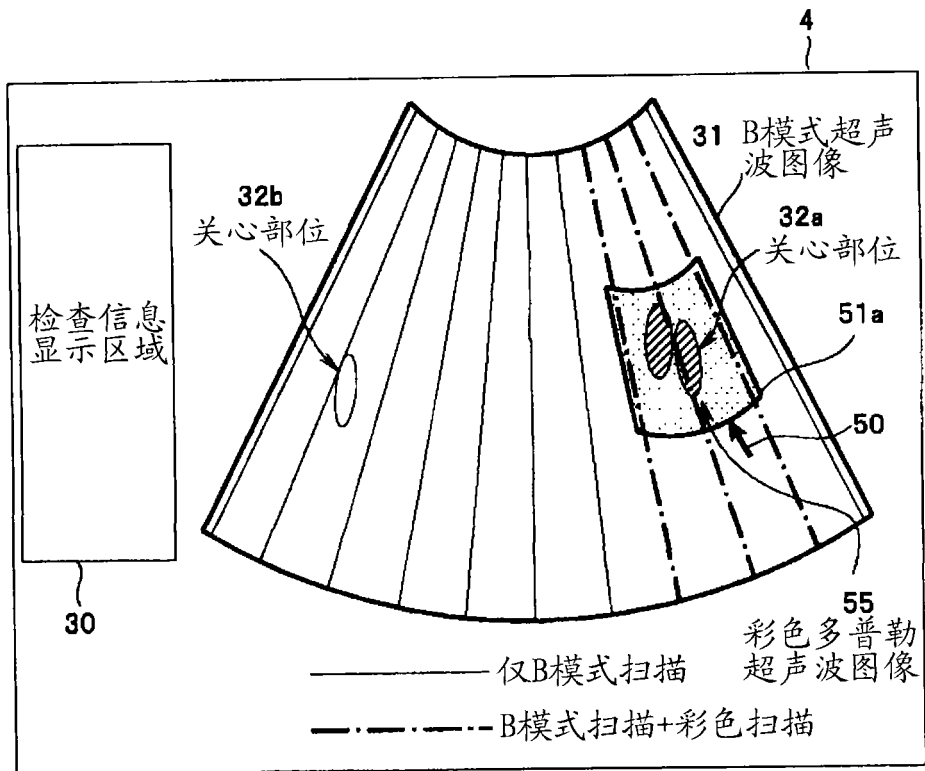 4
31 B模式超声
波图像
32b
关心部位
32a
关心部位
检查信息
显示区域
51a
50
30
55
彩色多普勒
超声波图像
仅B模式扫描
B模式扫描+彩色扫描